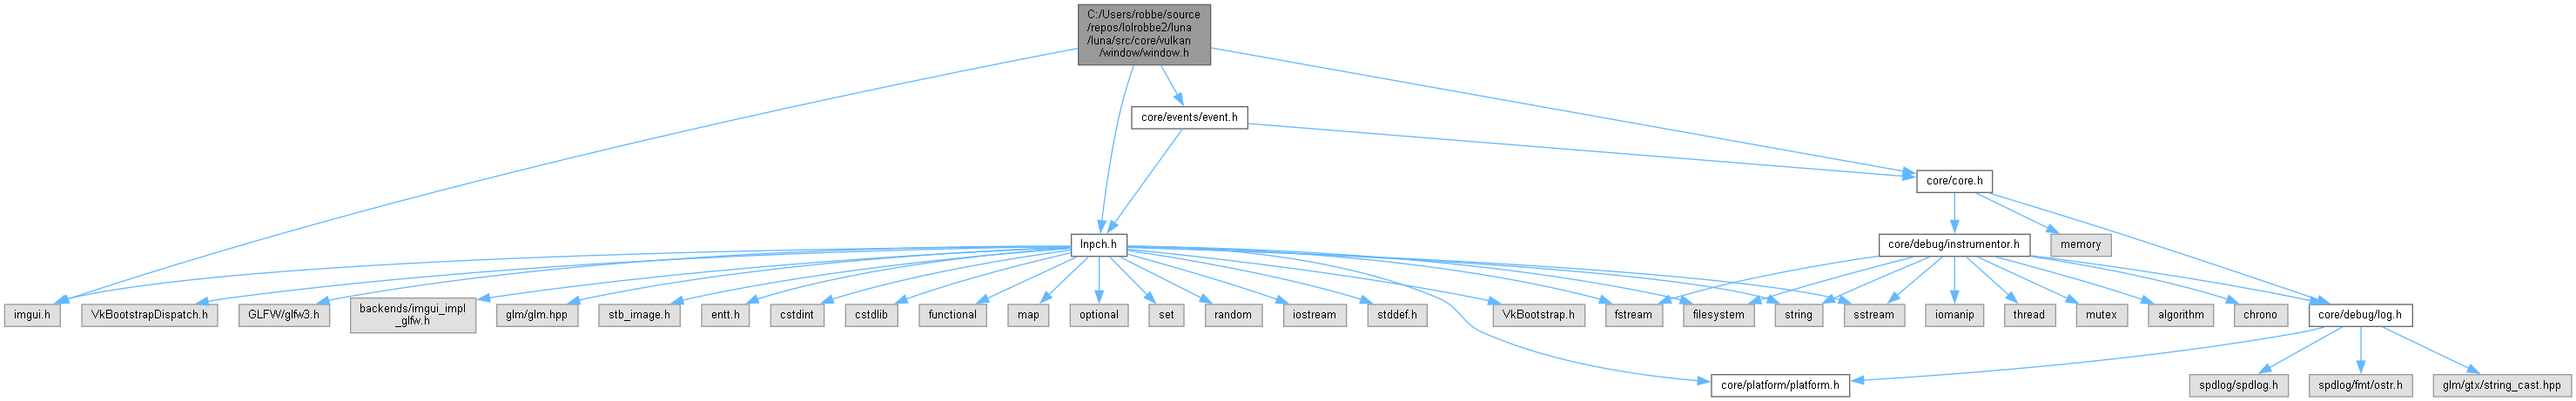 C:/Users/robbe/source
/repos/lolrobbe2/luna
/luna/src/core/vulkan
/window/window.h
core/events/event.h
core/core.h
lnpch.h
core/debug/instrumentor.h
memory
imgui.h
VkBootstrapDispatch.h
GLFW/glfw3.h
backends/imgui_impl
_glfw.h
glm/glm.hpp
stb_image.h
entt.h
cstdint
cstdlib
functional
map
optional
set
random
iostream
stddef.h
VkBootstrap.h
fstream
filesystem
string
sstream
iomanip
thread
mutex
algorithm
chrono
core/debug/log.h
core/platform/platform.h
spdlog/spdlog.h
spdlog/fmt/ostr.h
glm/gtx/string_cast.hpp